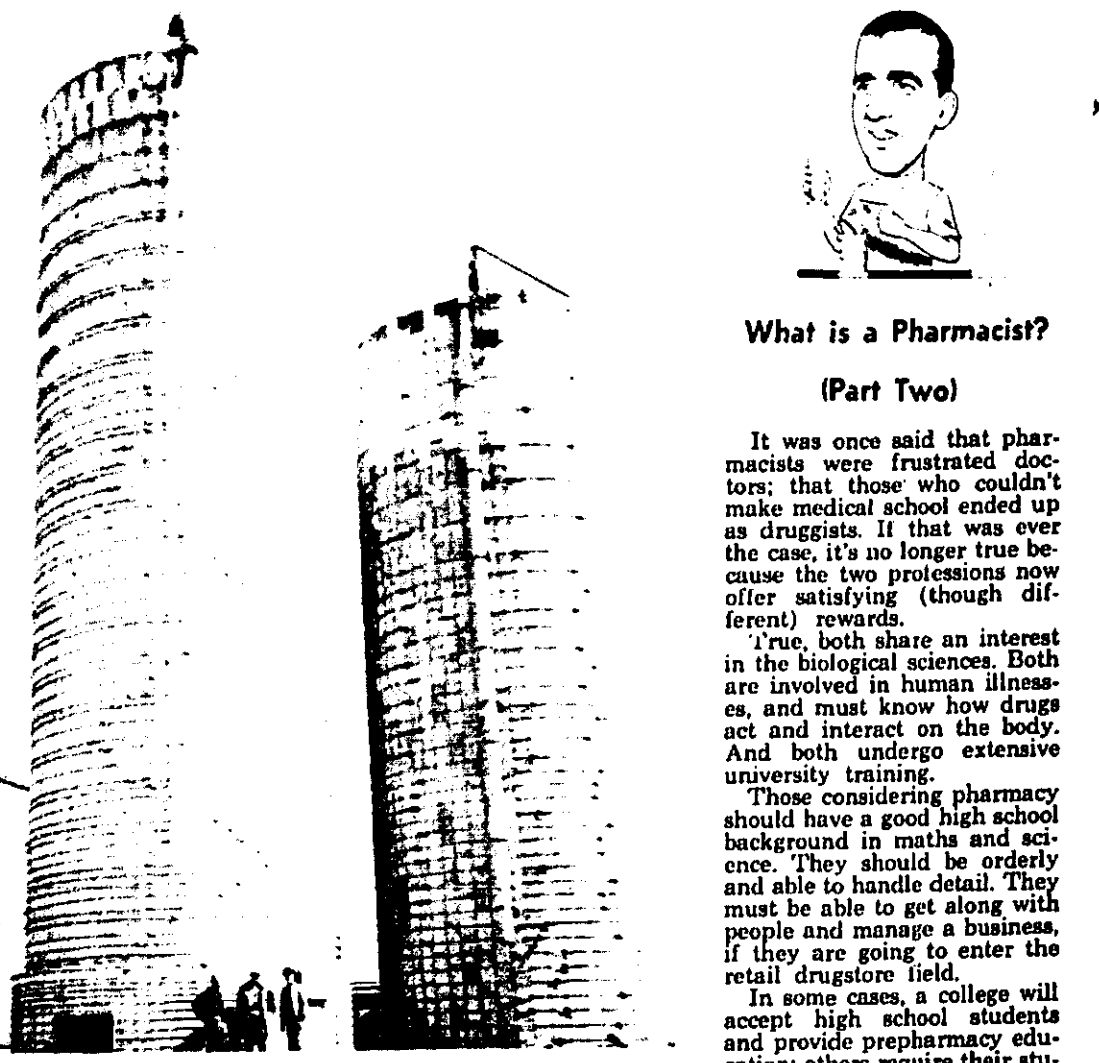 What is a Pharmacist?
(Part Two)
It was once said that phar-
macists were frustrated doc-
tors; that those who couldn't
make medical school ended up
as druggists. If that was ever
the case, it's no longer true be-
cause the two professions now
offer satisfying (though dif-
ferent) rewards.
True, both share an interest
in the biological sciences. Both
are involved in human illness-
es, and must know how drugs
act and interact on the body.
And both undergo extensive
university training.
Those considering pharmacy
should have a good high school
background in maths and sci-
ence. They should be orderly
and able to handle detail. They
must be able to get along with
people and manage a business,
if they are going to enter the
retail drugstore field.
In some cases, a college will
accept high school students
and provide prepharmacy edu-
cation; others require their stu-